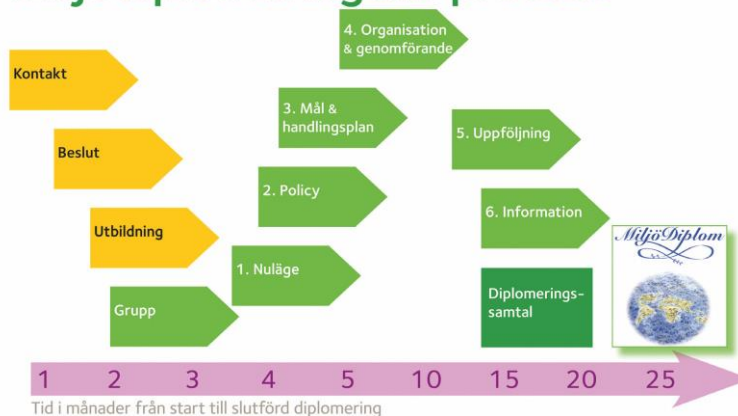 Kontakt
Beslut
Utbildning
Grupp
1. Nuläge
2. Policy
3. Mål &
handlingsplan
4. Organisation
& genomförande
5. Uppföljning
6. Information
Diplomerings-
samtal
MiljöDiplom
1 2 3 4 5 10 15 20 25
Tid i månader från start till slutförd diplomering